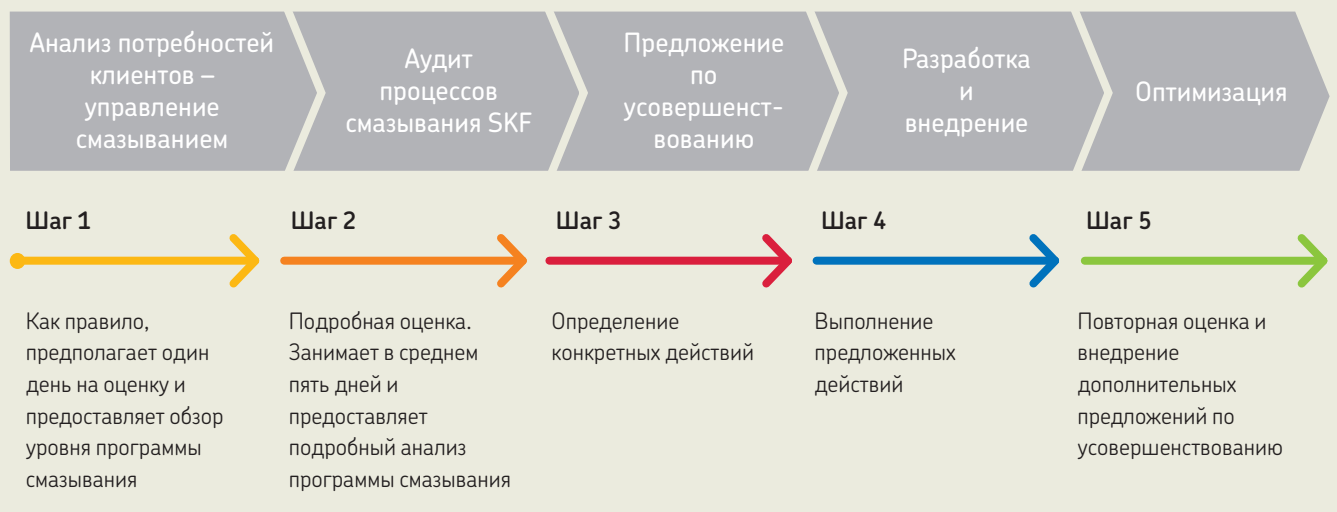 Анализ потребностей
клиентов –
управление
смазыванием
Аудит
процессов
смазывания SKF
Предложение
по
усовершенст-
вованию
Разработка
и
внедрение
Оптимизация
Шаг 1
Как правило,
предполагает один
день на оценку и
предоставляет обзор
уровня программы
смазывания
Шаг 2
Подробная оценка.
Занимает в среднем
пять дней и
предоставляет
подробный анализ
программы смазывания
Шаг 3
Определение
конкретных действий
Шаг 4
Выполнение
предложенных
действий
Шаг 5
Повторная оценка и
внедрение
дополнительных
предложений по
усовершенствованию